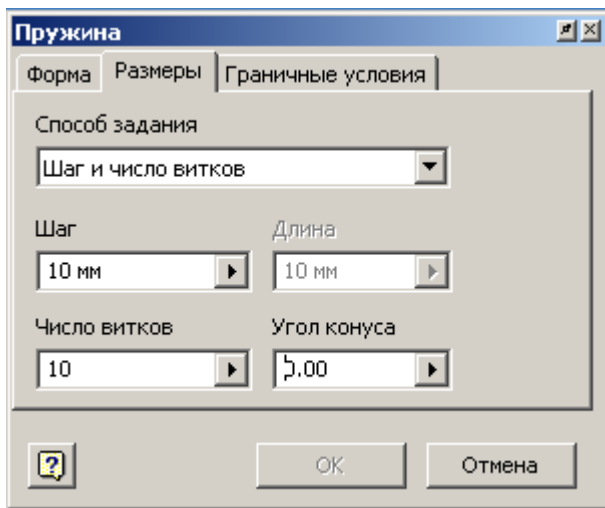 Пружина
Форма Размеры Граничные условия
Способ задания
Шаг и число витков
Шаг Длина
10 мм 10 мм
Число витков Угол конуса
10
OK Отмена